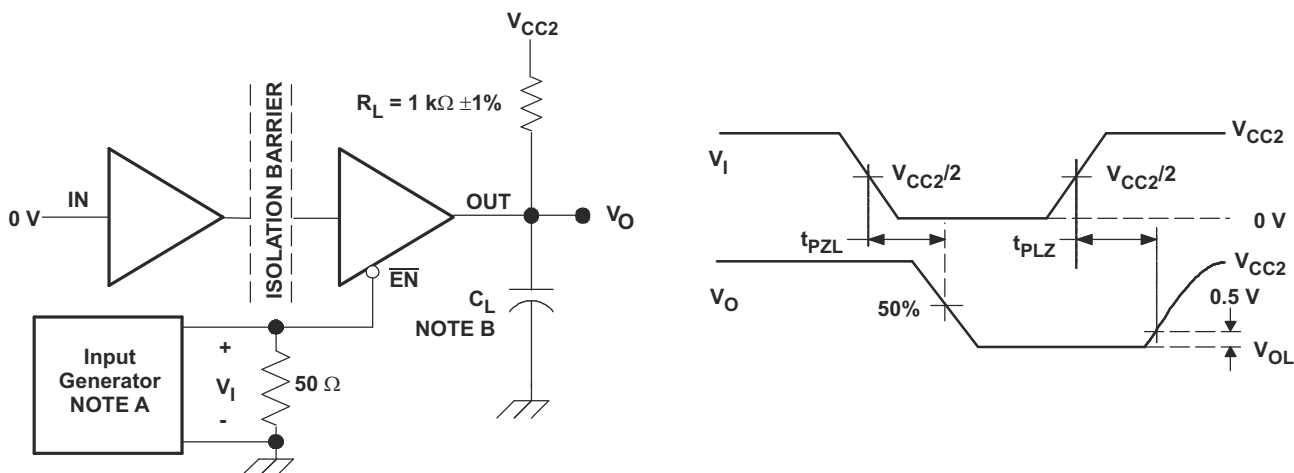 V_CC2
R_L = 1 kΩ ±1%
ISOLATION BARRIER
IN
0 V
OUT
V_O
EN̅
C_L
NOTE B
Input
Generator
NOTE A
+
V_I
-
50 Ω
V_I
V_CC2/2
V_CC2/2
V_CC2
0 V
t_PZL
t_PLZ
V_O
50%
V_CC2
0.5 V
V_OL